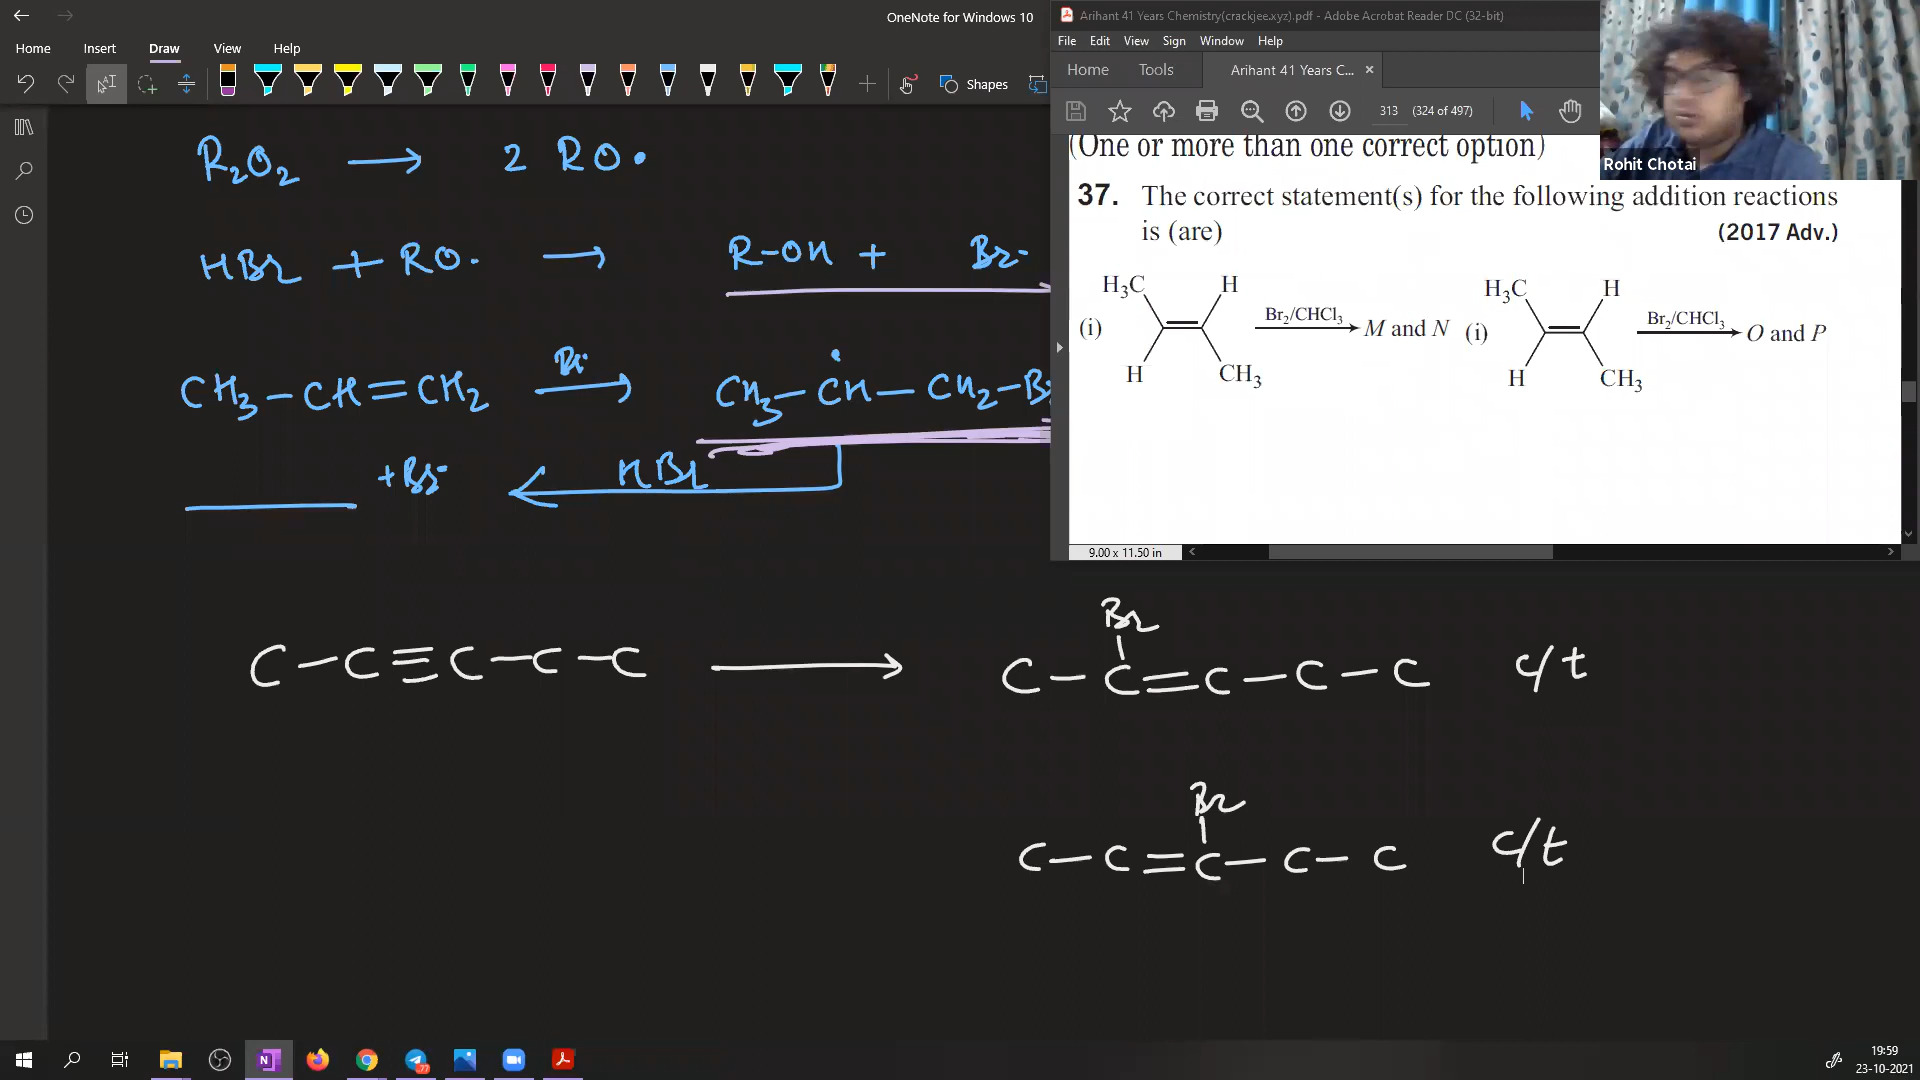 OneNote for Windows 10
Home Insert Draw View Help
Shapes
R₂O₂ ⟶ 2 RO•
HBr + RO• ⟶ R-OH + Br·
CH₃-CH=CH₂ ⟶ CH₃-CH-CH₂-Br
Br·
+Br·
HBr
Arihant 41 Years Chemistry(crackjee.xyz).pdf - Adobe Acrobat Reader DC (32-bit)
File Edit View Sign Window Help
Home Tools Arihant 41 Years C... ×
313 (324 of 497)
Rohit Chotai
(One or more than one correct option)
37. The correct statement(s) for the following addition reactions
is (are) (2017 Adv.)
(i) H₃C H H CH₃ Br₂/CHCl₃ M and N
(i) H₃C H H CH₃ Br₂/CHCl₃ O and P
9.00 x 11.50 in
Br
C-C≡C-C-C ⟶ C-C=C-C-C c/t
Br
C-C=C-C-C c/t
N
77
19:59
23-10-2021